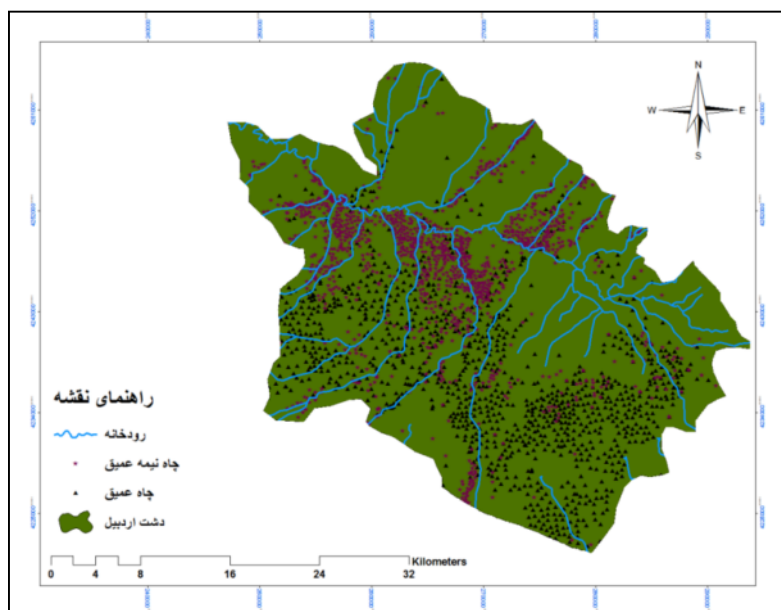 N
W E
S
راهنمای نقشه
رودخانه
چاه نیمه عمیق
چاه عمیق
دشت اردبیل
Kilometers
0 4 8 16 24 32